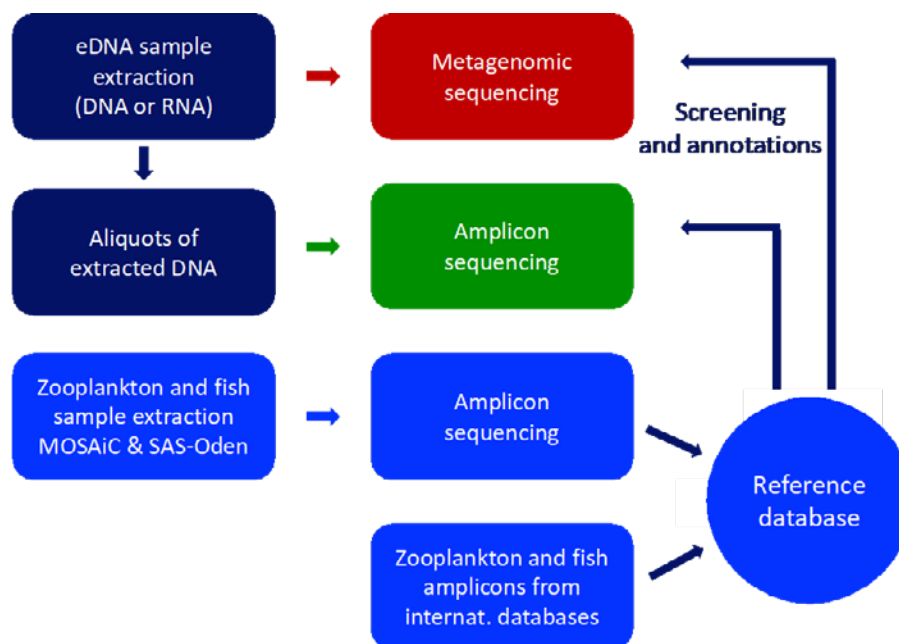 eDNA sample
extraction
(DNA or RNA)
Metagenomic
sequencing
Screening
and annotations
Aliquots of
extracted DNA
Amplicon
sequencing
Zooplankton and fish
sample extraction
MOSAiC & SAS-Oden
Amplicon
sequencing
Reference
database
Zooplankton and fish
amplicons from
internat. databases